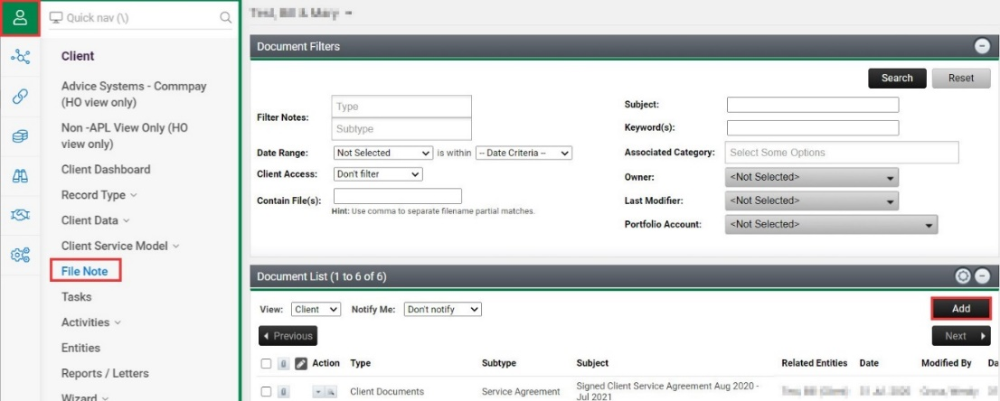 Quick nav (\)
Client
Advice Systems - Commpay
(HO view only)
Non -APL View Only (HO
view only)
Client Dashboard
Record Type
Client Data
Client Service Model
File Note
Tasks
Activities
Entities
Reports / Letters
Wizard
Test, Bill & Mary
Document Filters
Search Reset
Filter Notes: Type
Subtype
Date Range: Not Selected is within -- Date Criteria --
Client Access: Don't filter
Contain File(s):
Hint: Use comma to separate filename partial matches.
Subject:
Keyword(s):
Associated Category: Select Some Options
Owner: <Not Selected>
Last Modifier: <Not Selected>
Portfolio Account: <Not Selected>
Document List (1 to 6 of 6)
View: Client Notify Me: Don't notify Add
Previous Next
Action Type Subtype Subject Related Entities Date Modified By Da
Client Documents Service Agreement Signed Client Service Agreement Aug 2020 -
Jul 2021